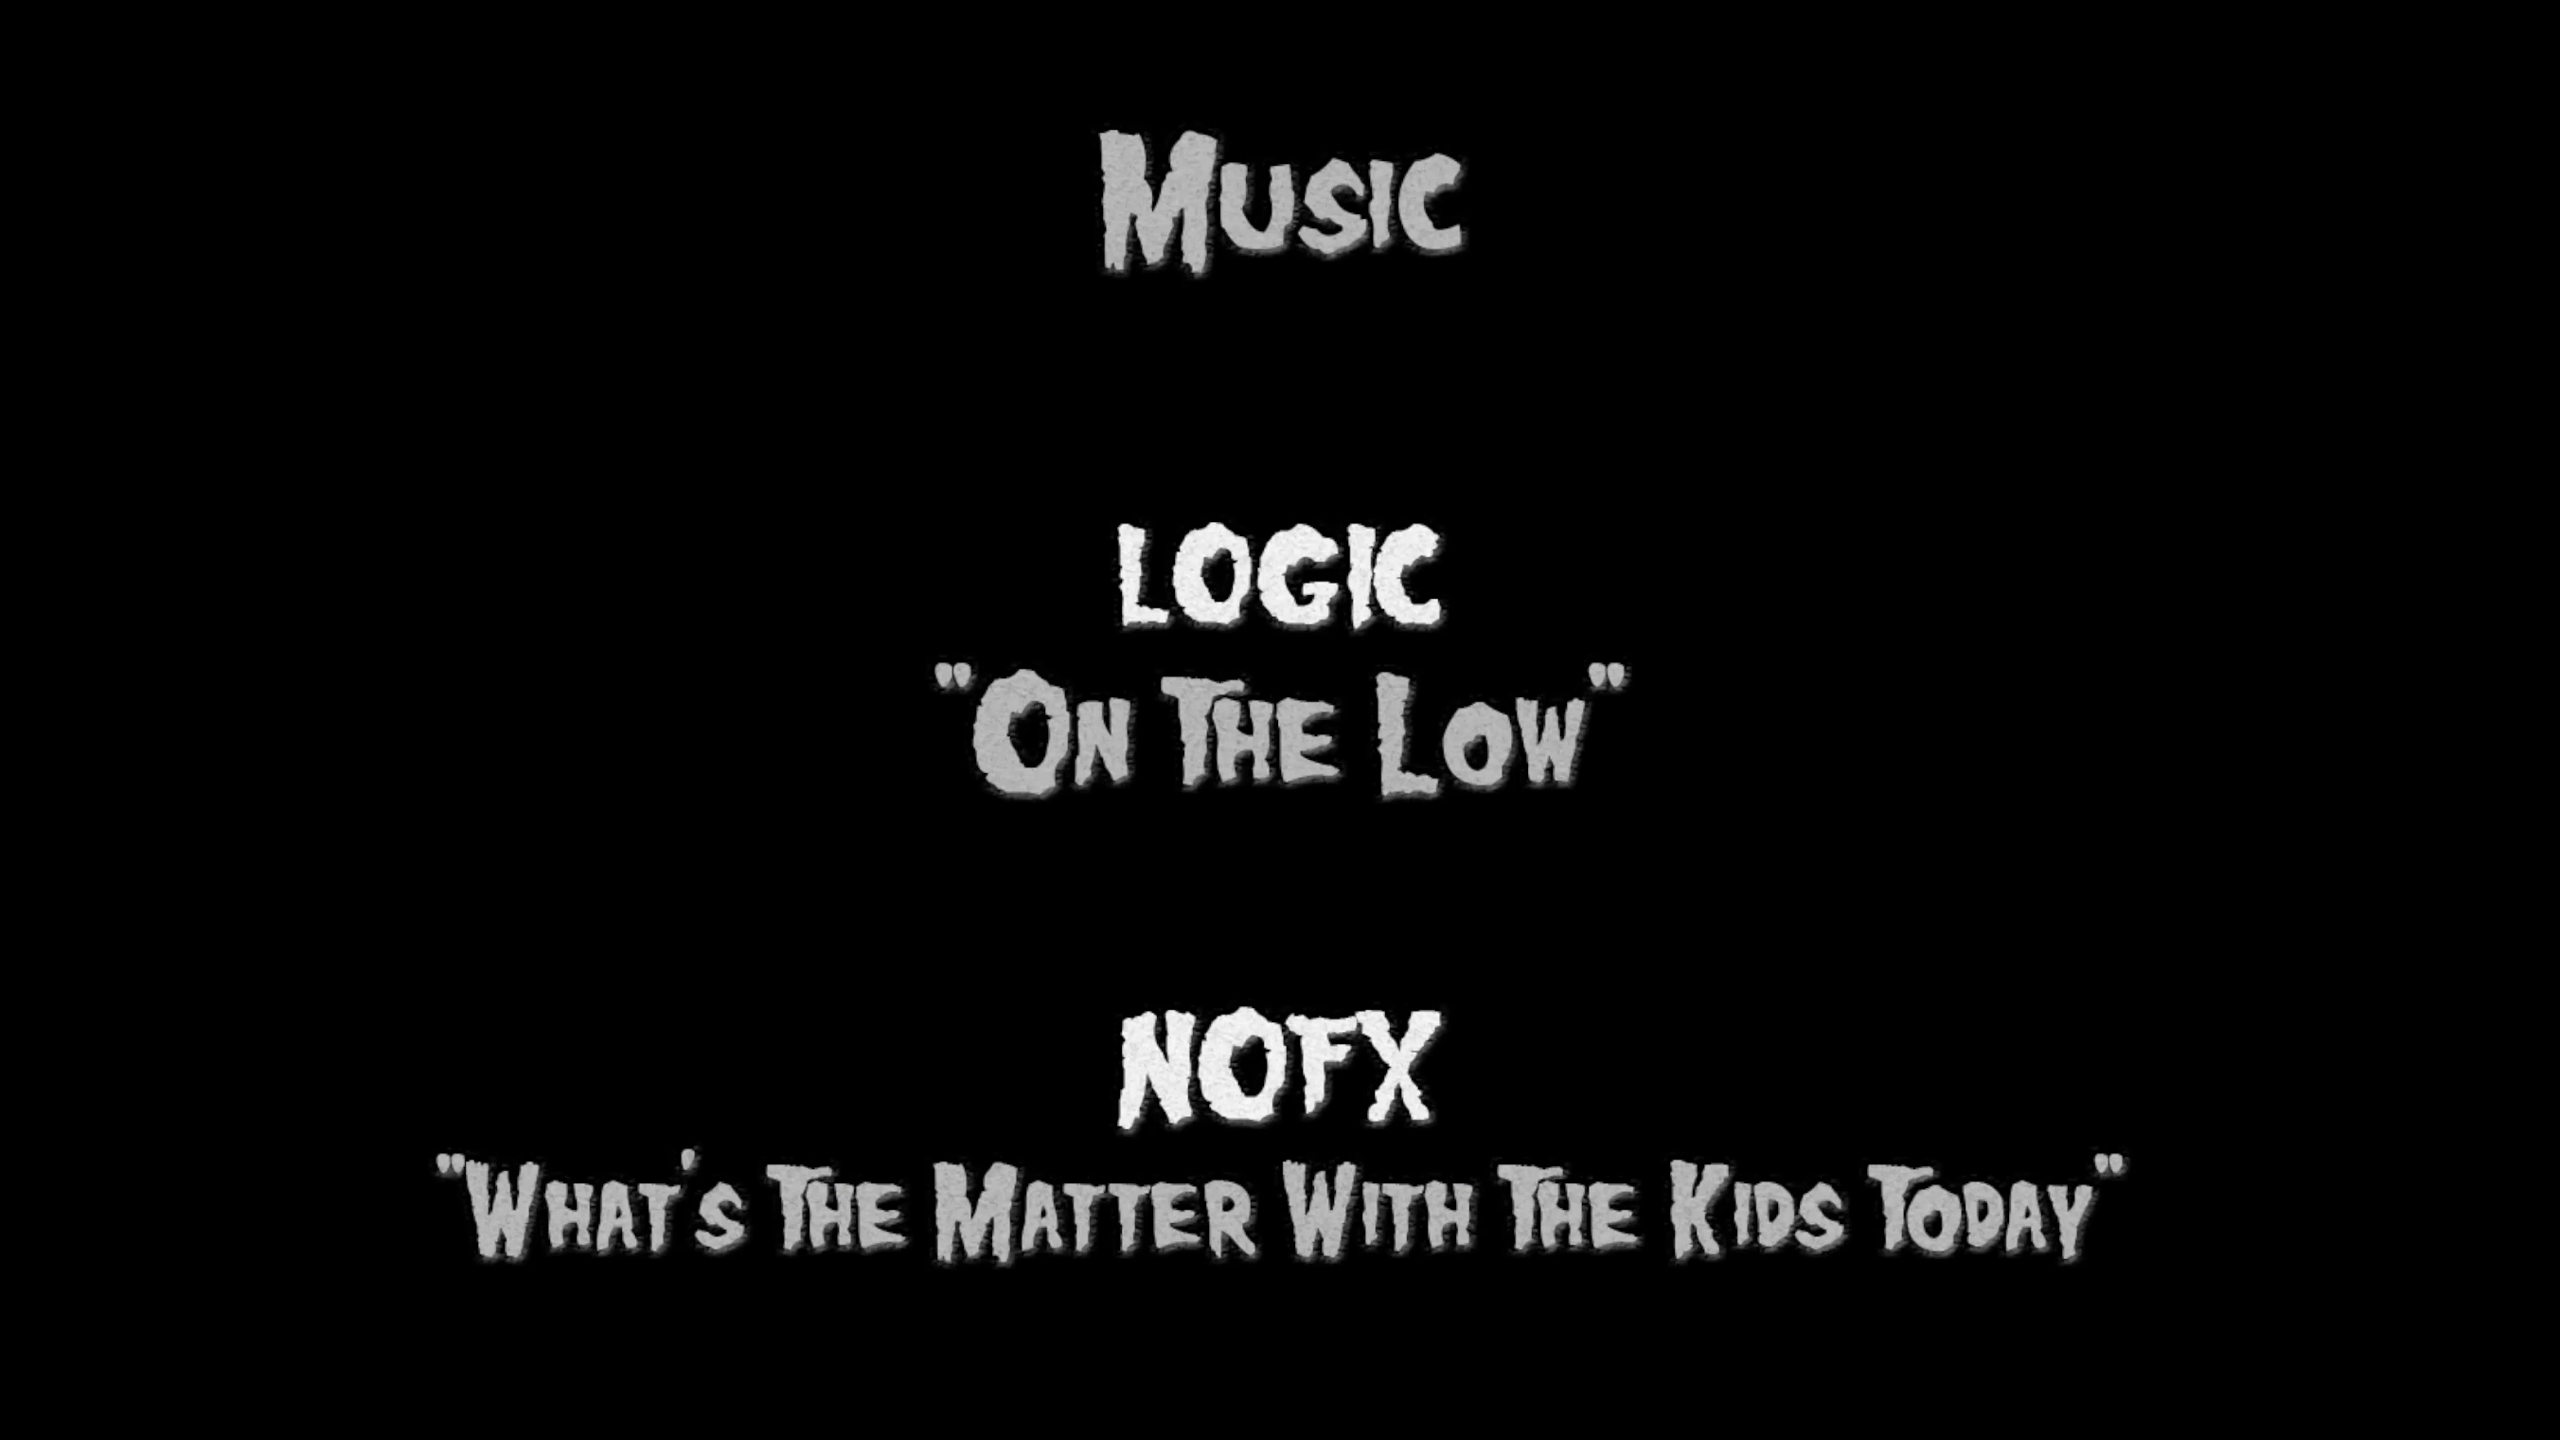 Music
LOGIC
"On The Low"
NOFX
"What's The Matter With The Kids Today"